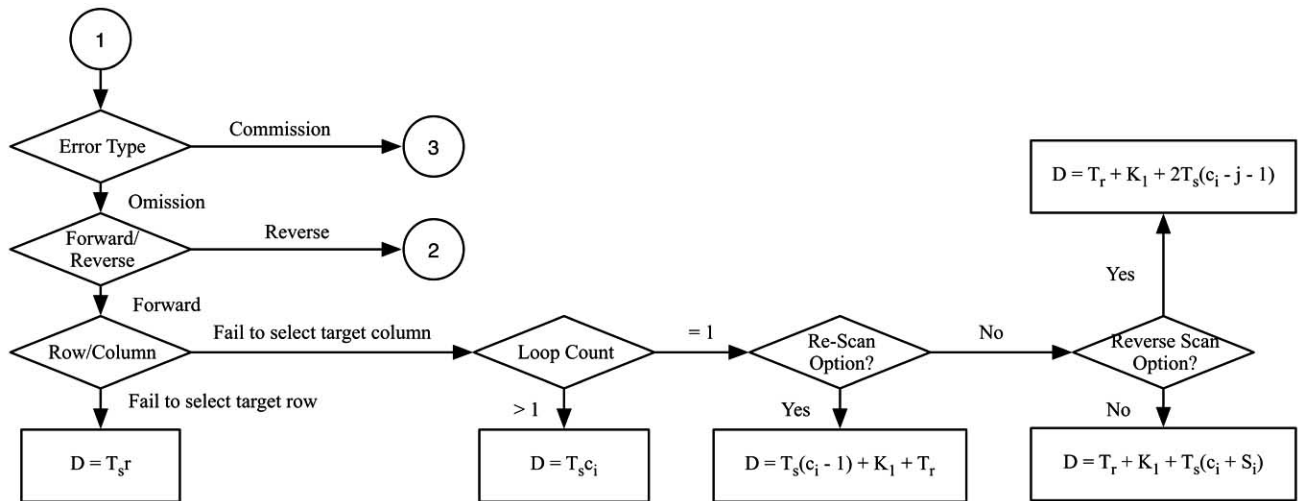 1
Error Type
Commission
3
Omission
Forward/
Reverse
Reverse
2
Forward
Row/Column
Fail to select target column
Loop Count
= 1
Re-Scan
Option?
No
Reverse Scan
Option?
Yes
D = Tᵣ + K₁ + 2Tₛ(cᵢ - j - 1)
Fail to select target row
> 1
Yes
No
D = Tₛr
D = Tₛcᵢ
D = Tₛ(cᵢ - 1) + K₁ + Tᵣ
D = Tᵣ + K₁ + Tₛ(cᵢ + Sᵢ)